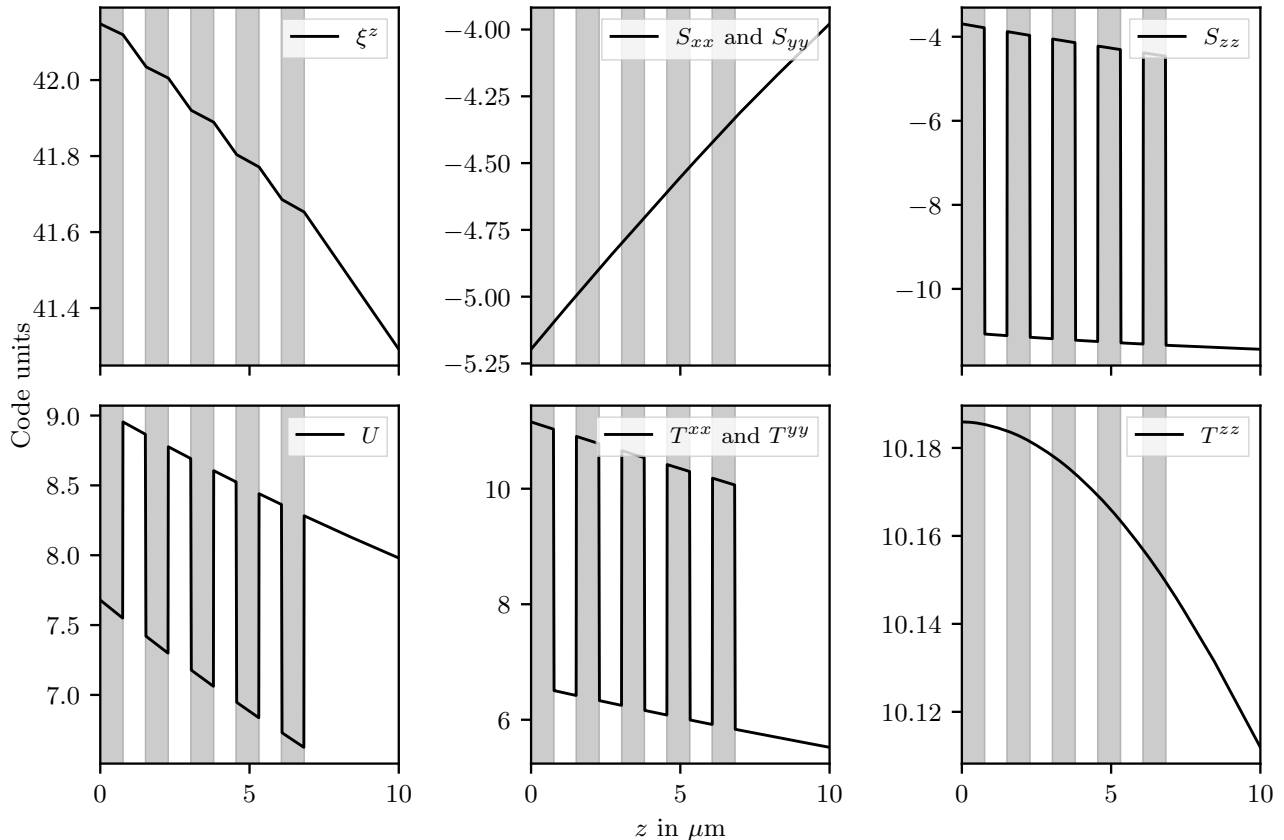 ξ^z
42.0
41.8
41.6
41.4
S_xx and S_yy
−4.00
−4.25
−4.50
−4.75
−5.00
−5.25
S_zz
−4
−6
−8
−10
Code units
U
9.0
8.5
8.0
7.5
7.0
0 5 10
T^xx and T^yy
10
8
6
0 5 10
T^zz
10.18
10.16
10.14
10.12
0 5 10
z in μm